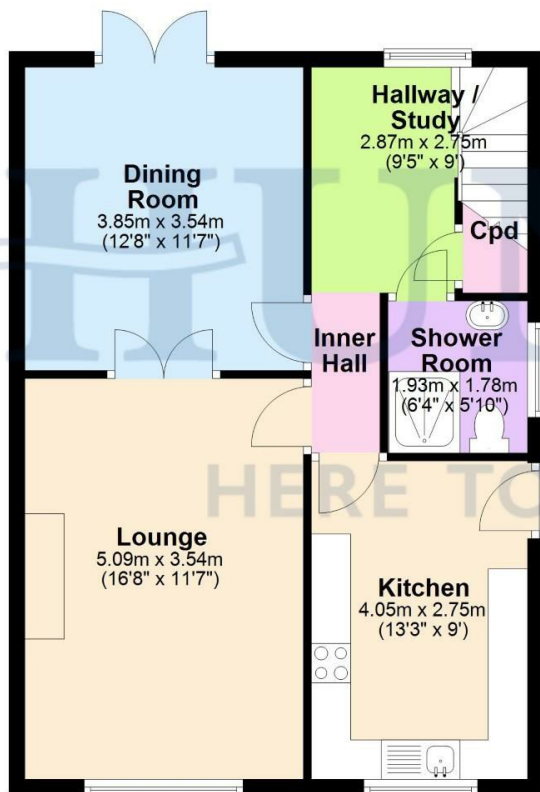 Hallway /
Study
2.87m x 2.75m
(9'5" x 9')
Dining
Room
3.85m x 3.54m
(12'8" x 11'7")
Cpd
Inner
Hall
Shower
Room
1.93m x 1.78m
(6'4" x 5'10")
Lounge
5.09m x 3.54m
(16'8" x 11'7")
Kitchen
4.05m x 2.75m
(13'3" x 9')
HERE TO